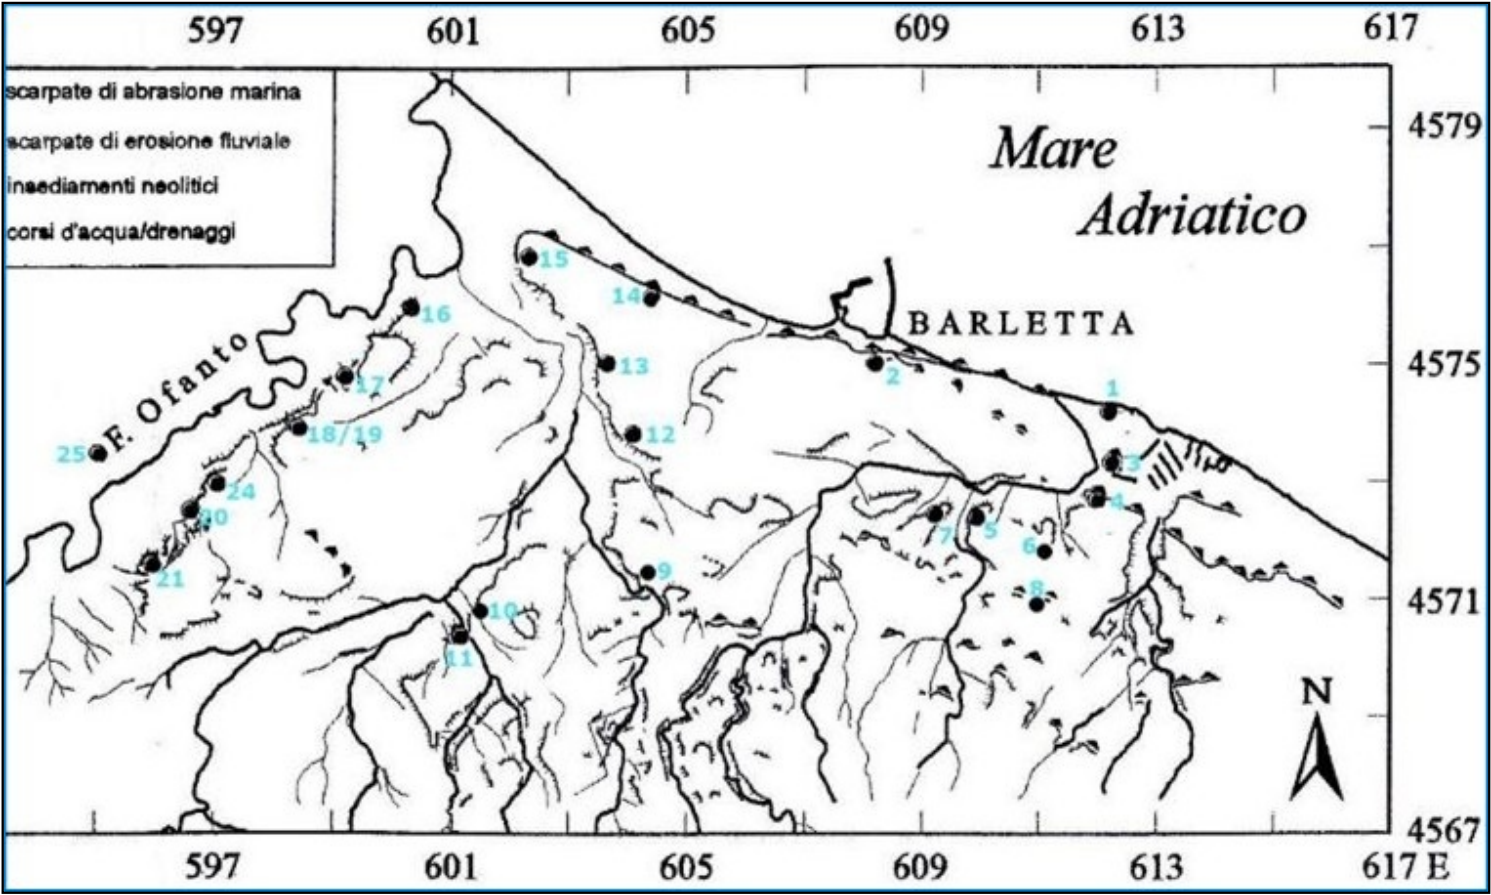 597 601 605 609 613 617
scarpate di abrasione marina
scarpate di erosione fluviale
insediamenti neolitici
corsi d'acqua/drenaggi
Mare
Adriatico
4579
15
14
16
BARLETTA
F. Ofanto
13
2
4575
17
1
18/19
12
25
3
24
4
20
7
5
6
21
9
8
4571
10
11
N
4567
597 601 605 609 613 617 E